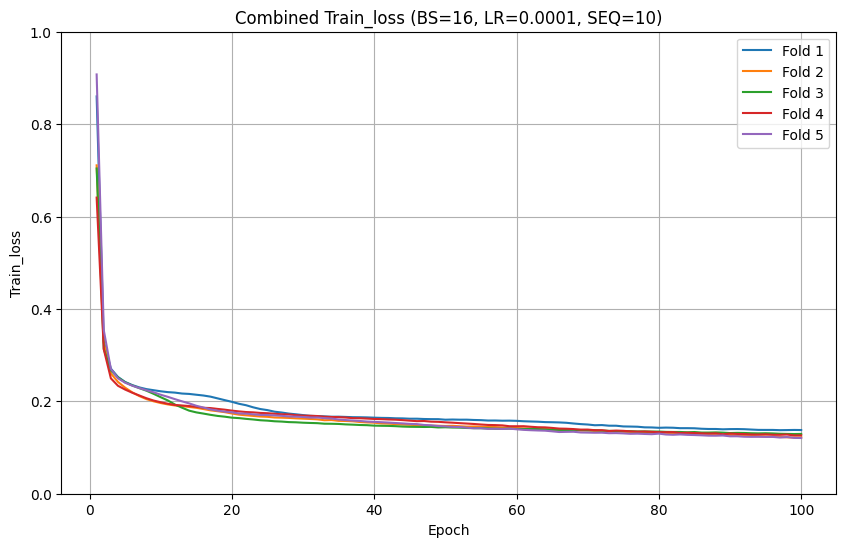 Combined Train_loss (BS=16, LR=0.0001, SEQ=10)
Fold 1
Fold 2
Fold 3
Fold 4
Fold 5
Train_loss
1.0
0.8
0.6
0.4
0.2
0.0
0 20 40 60 80 100
Epoch